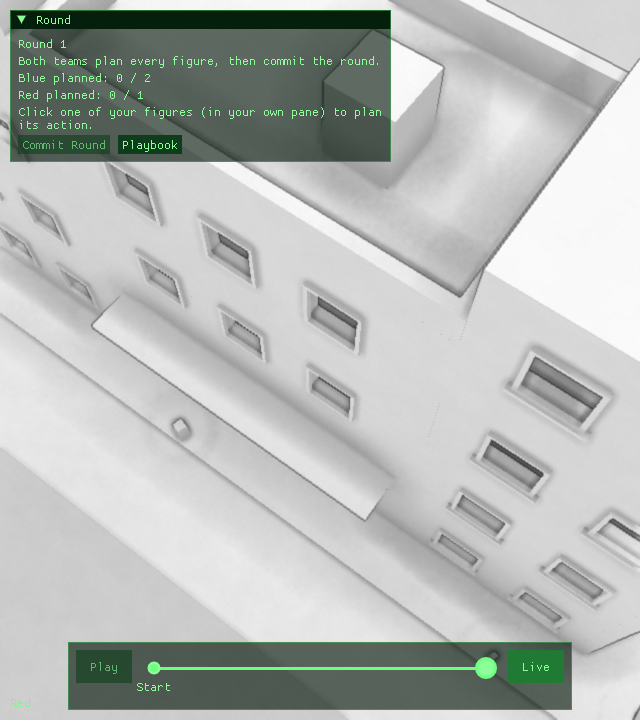 Round
Round 1
Both teams plan every figure, then commit the round.
Blue planned: 0 / 2
Red planned: 0 / 1
Click one of your figures (in your own pane) to plan
its action.
Commit Round Playbook
Play Live
Start
Red